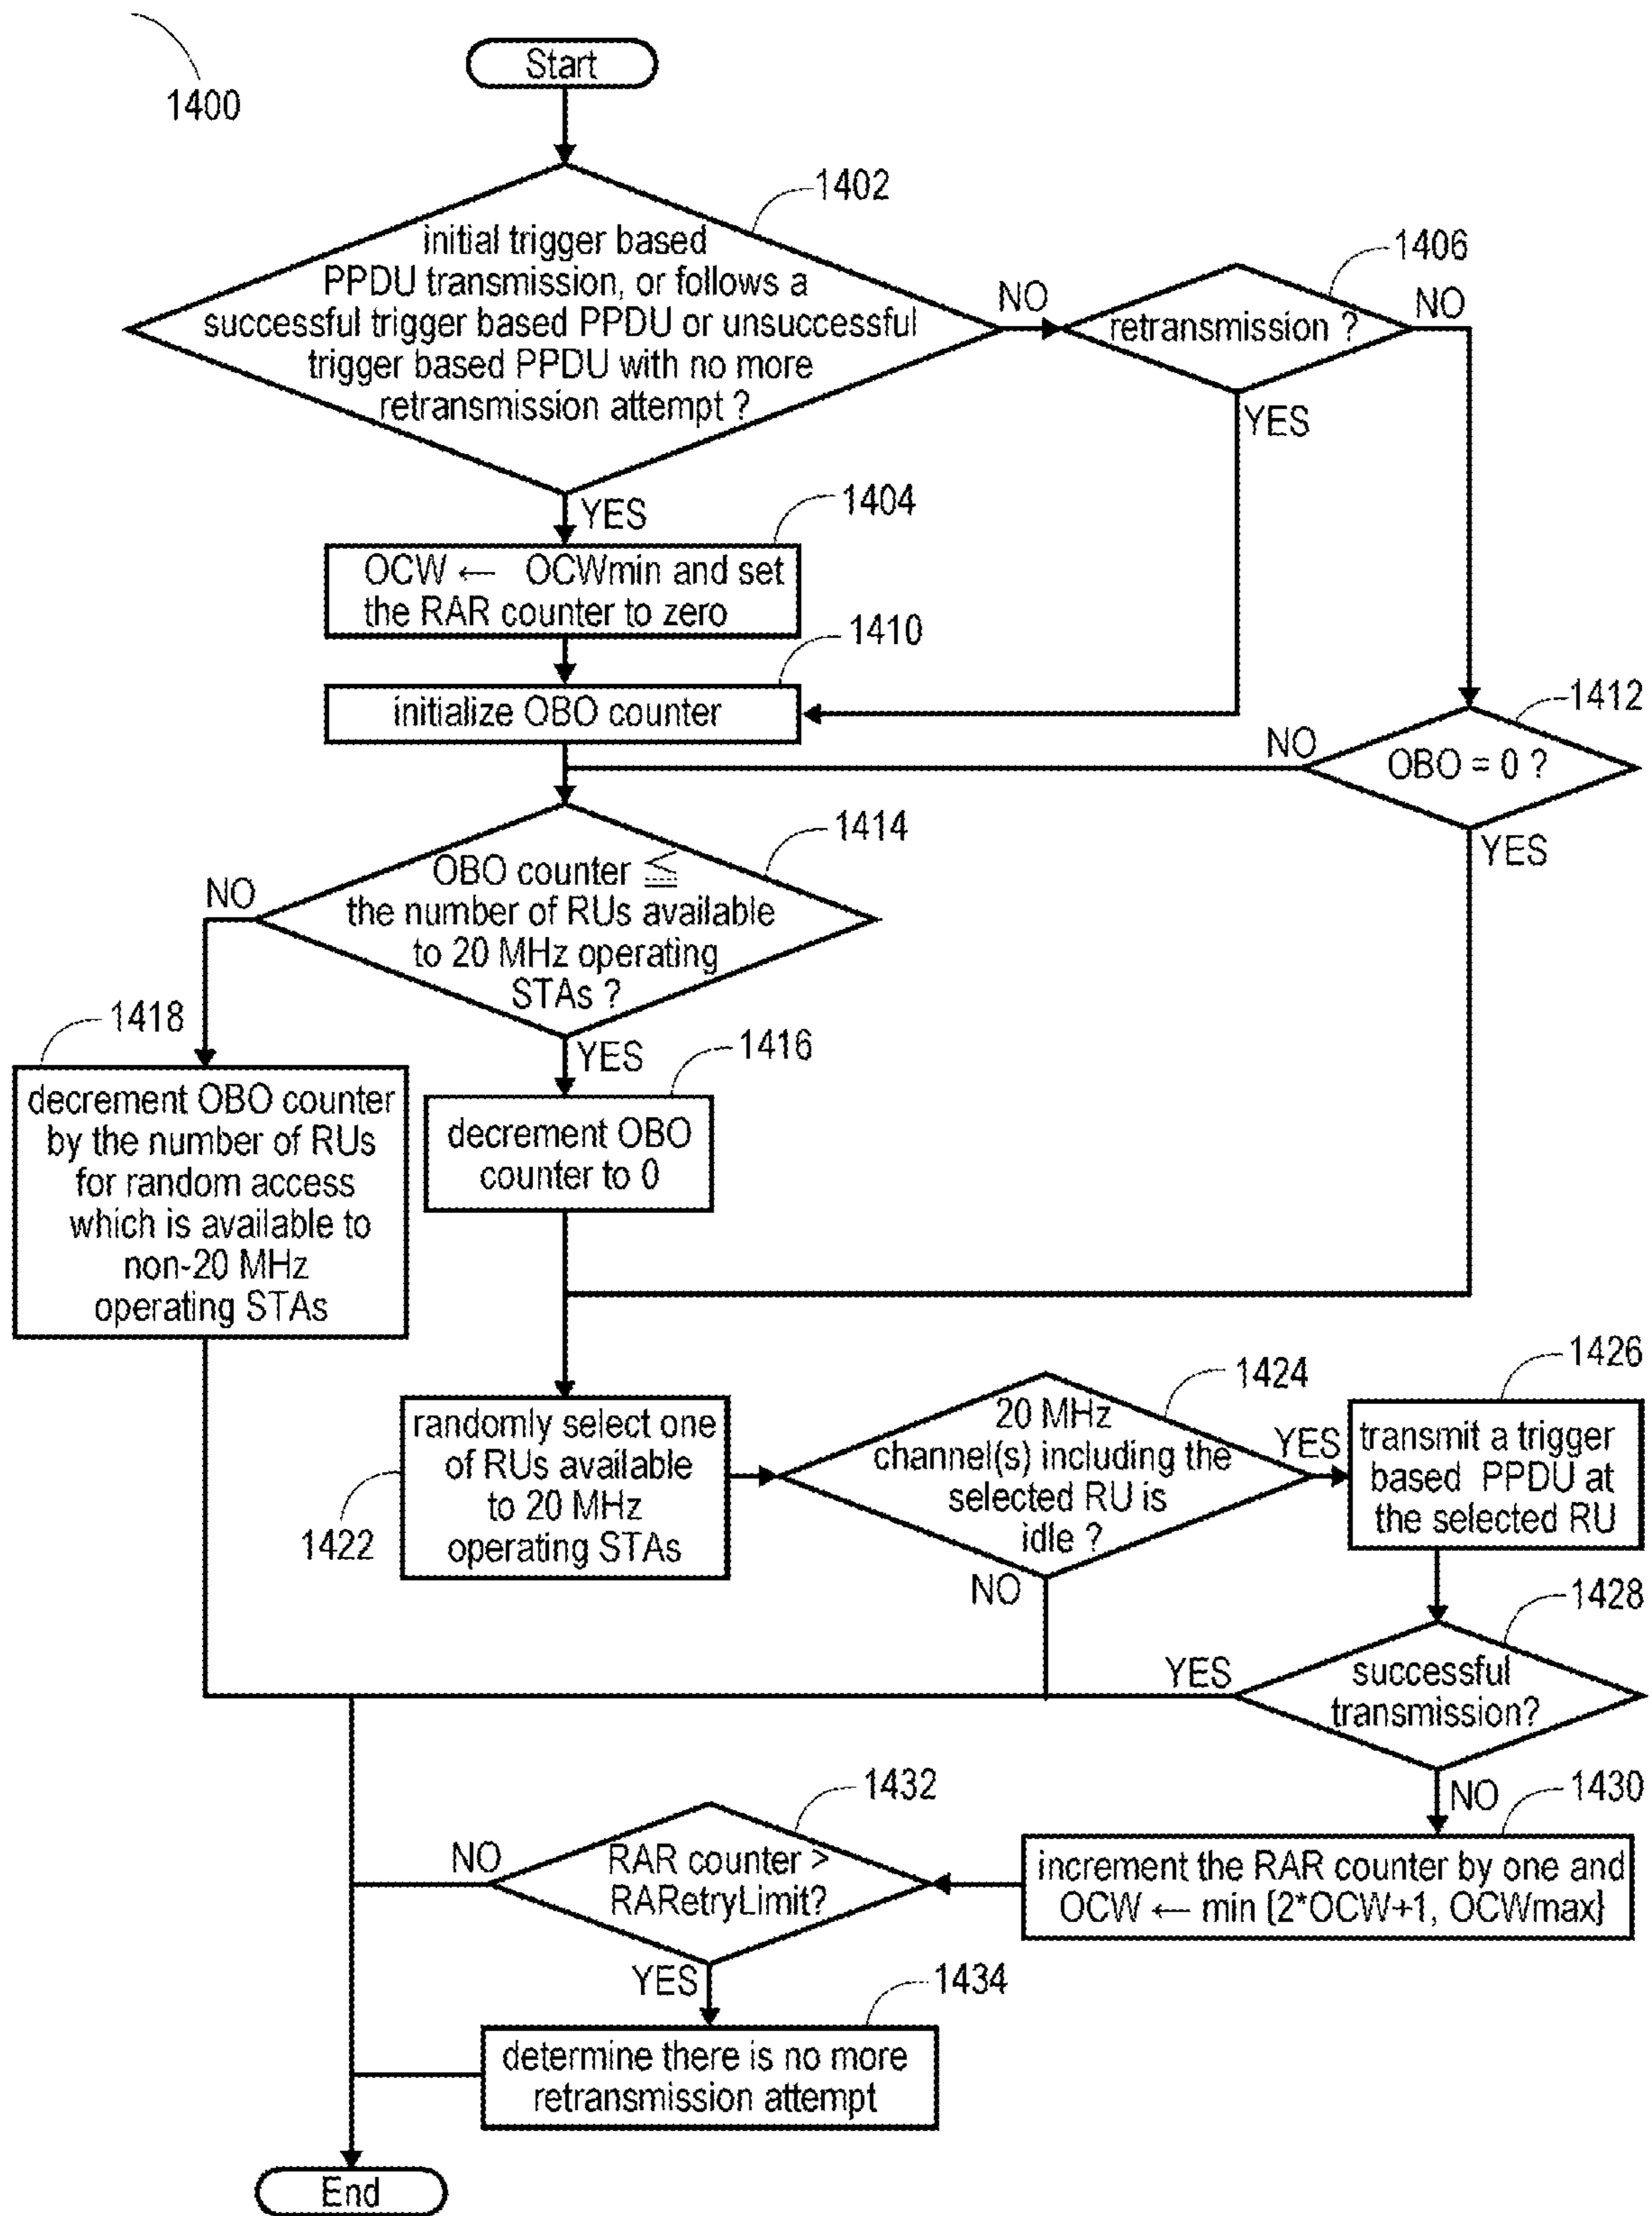 1400
Start
1402
initial trigger based
PPDU transmission, or follows a
successful trigger based PPDU or unsuccessful
trigger based PPDU with no more
retransmission attempt ?
NO
1406
retransmission ?
NO
YES
YES
1404
OCW ← OCWmin and set
the RAR counter to zero
1410
initialize OBO counter
1412
OBO = 0 ?
NO
YES
1414
OBO counter ≦
the number of RUs available
to 20 MHz operating
STAs ?
NO
YES
1418
decrement OBO counter
by the number of RUs
for random access
which is available to
non-20 MHz
operating STAs
1416
decrement OBO
counter to 0
1422
randomly select one
of RUs available
to 20 MHz
operating STAs
1424
20 MHz
channel(s) including the
selected RU is
idle ?
YES
NO
1426
transmit a trigger
based PPDU at
the selected RU
1428
successful
transmission?
YES
NO
1430
increment the RAR counter by one and
OCW ← min {2*OCW+1, OCWmax}
1432
RAR counter >
RARetryLimit?
NO
YES
1434
determine there is no more
retransmission attempt
End